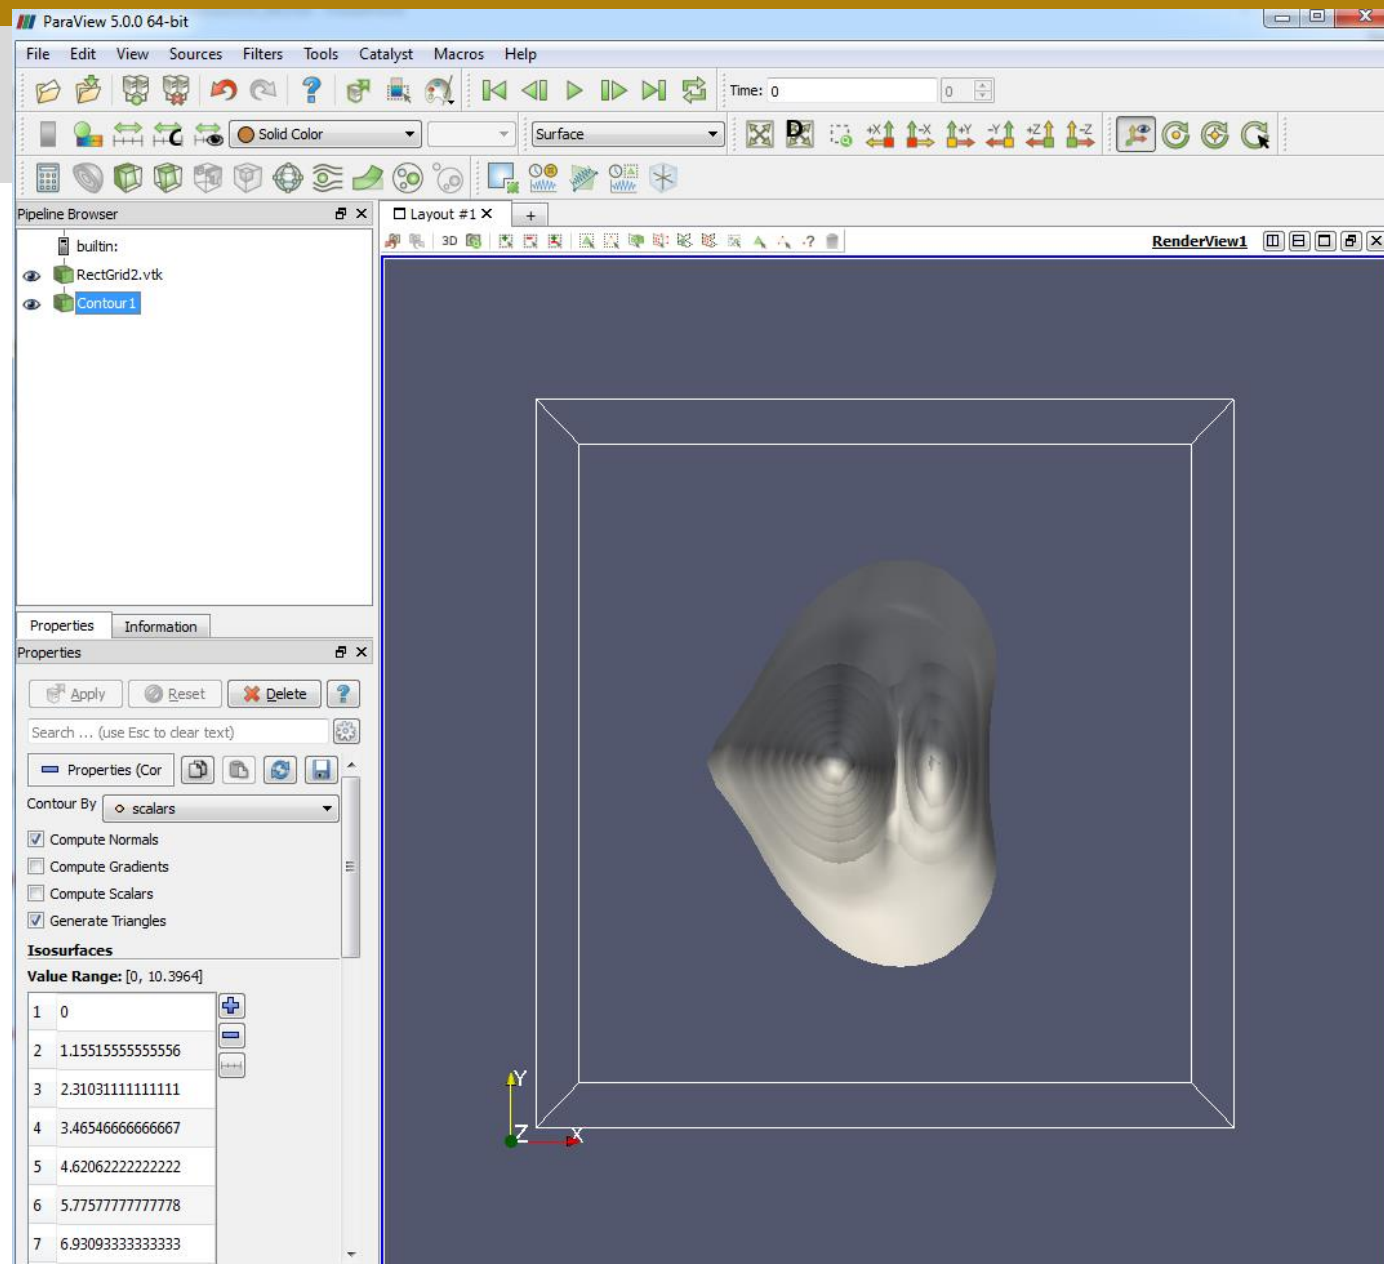 ParaView 5.0.0 64-bit
File Edit View Sources Filters Tools Catalyst Macros Help
Time: 0 0
Solid Color Surface +X -X +Y -Y +Z -Z
Pipeline Browser
Layout #1
3D RenderView1
builtin:
RectGrid2.vtk
Contour1
Properties Information
Properties
Apply Reset Delete
Search ... (use Esc to clear text)
Properties (Cor
Contour By scalars
Compute Normals
Compute Gradients
Compute Scalars
Generate Triangles
Isosurfaces
Value Range: [0, 10.3964]
1 0
2 1.15515555555556
3 2.31031111111111
4 3.46546666666667
5 4.62062222222222
6 5.77577777777778
7 6.93093333333333
Y
Z X